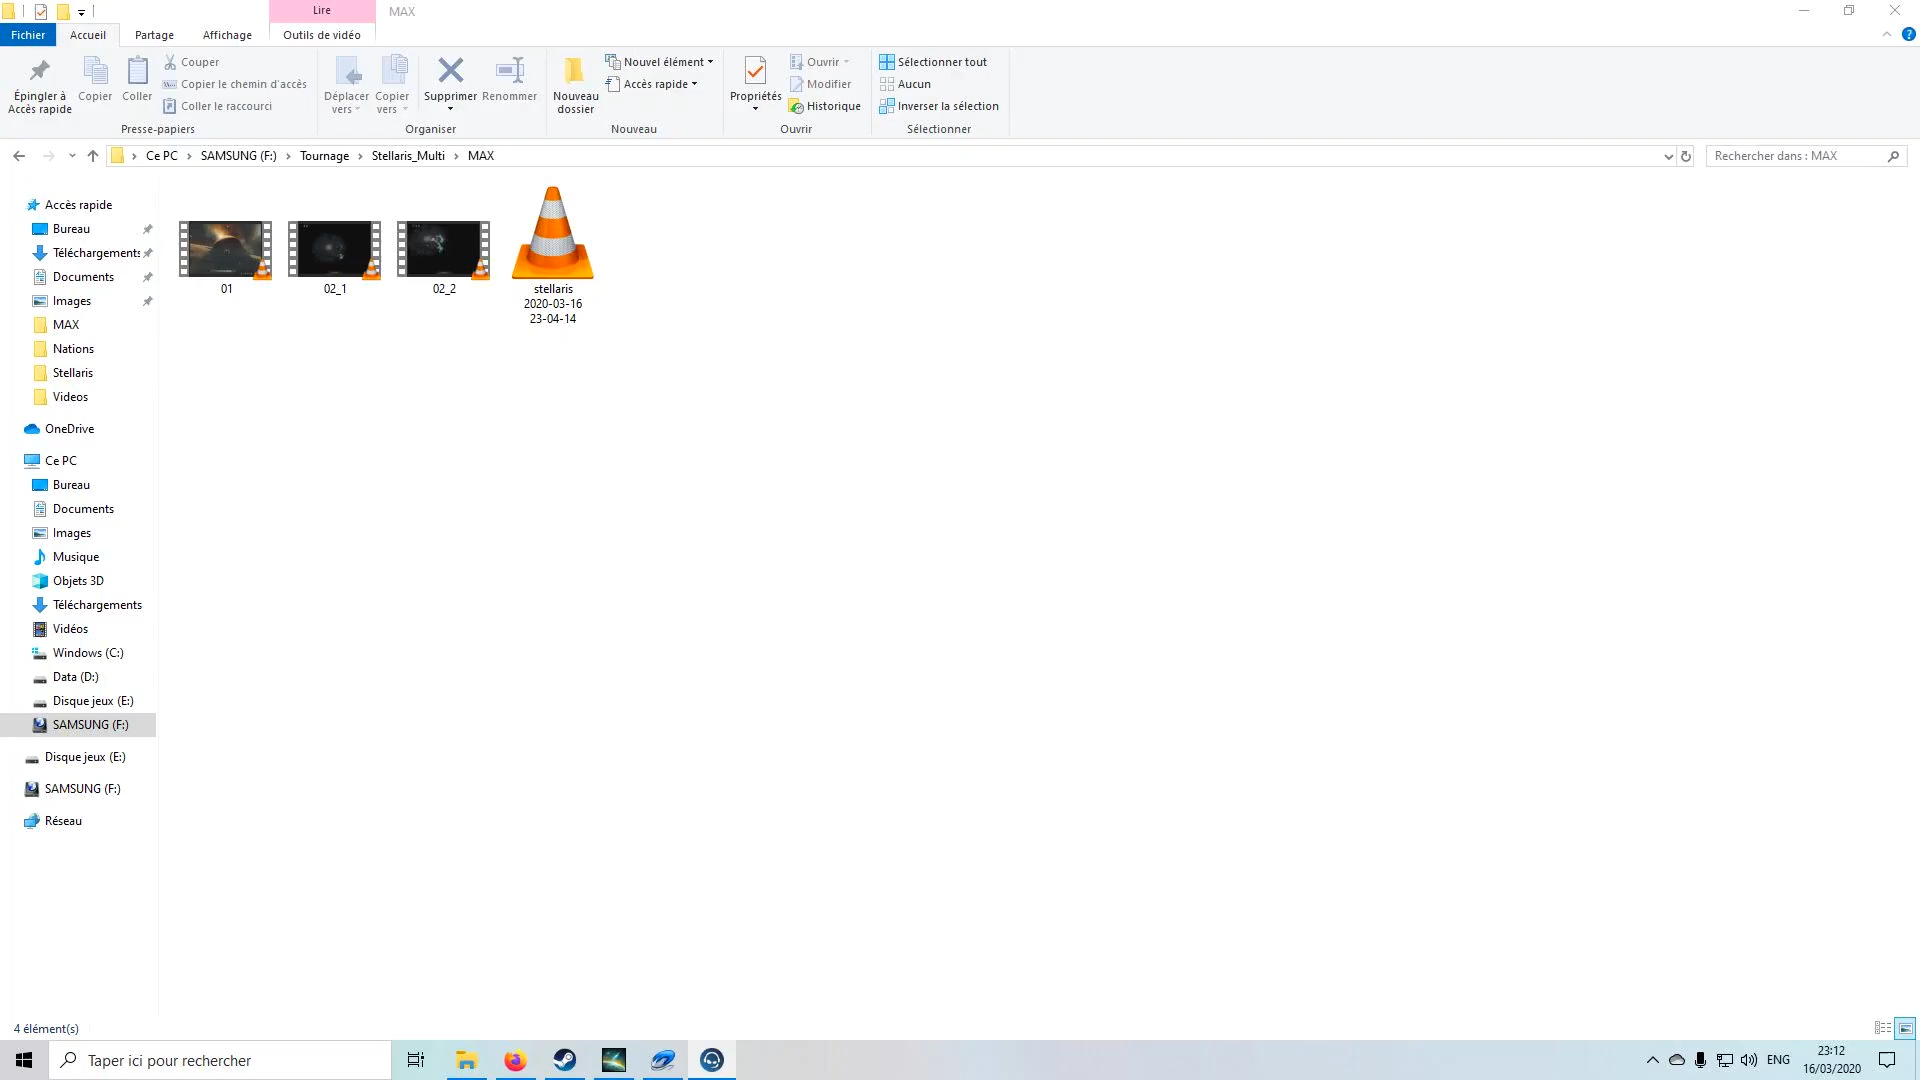 Lire
MAX
Fichier
Accueil
Partage
Affichage
Outils de vidéo
Épingler à
Accès rapide
Copier
Coller
Couper
Copier le chemin d'accès
Coller le raccourci
Presse-papiers
Déplacer
vers
Copier
vers
Supprimer
Renommer
Organiser
Nouveau
dossier
Nouvel élément
Accès rapide
Nouveau
Propriétés
Ouvrir
Modifier
Historique
Ouvrir
Sélectionner tout
Aucun
Inverser la sélection
Sélectionner
Ce PC
SAMSUNG (F:)
Tournage
Stellaris_Multi
MAX
Rechercher dans : MAX
Accès rapide
Bureau
Téléchargements
Documents
Images
MAX
Nations
Stellaris
Videos
OneDrive
Ce PC
Bureau
Documents
Images
Musique
Objets 3D
Téléchargements
Vidéos
Windows (C:)
Data (D:)
Disque jeux (E:)
SAMSUNG (F:)
Disque jeux (E:)
SAMSUNG (F:)
Réseau
01
02_1
02_2
stellaris
2020-03-16
23-04-14
4 élément(s)
Taper ici pour rechercher
ENG
23:12
16/03/2020